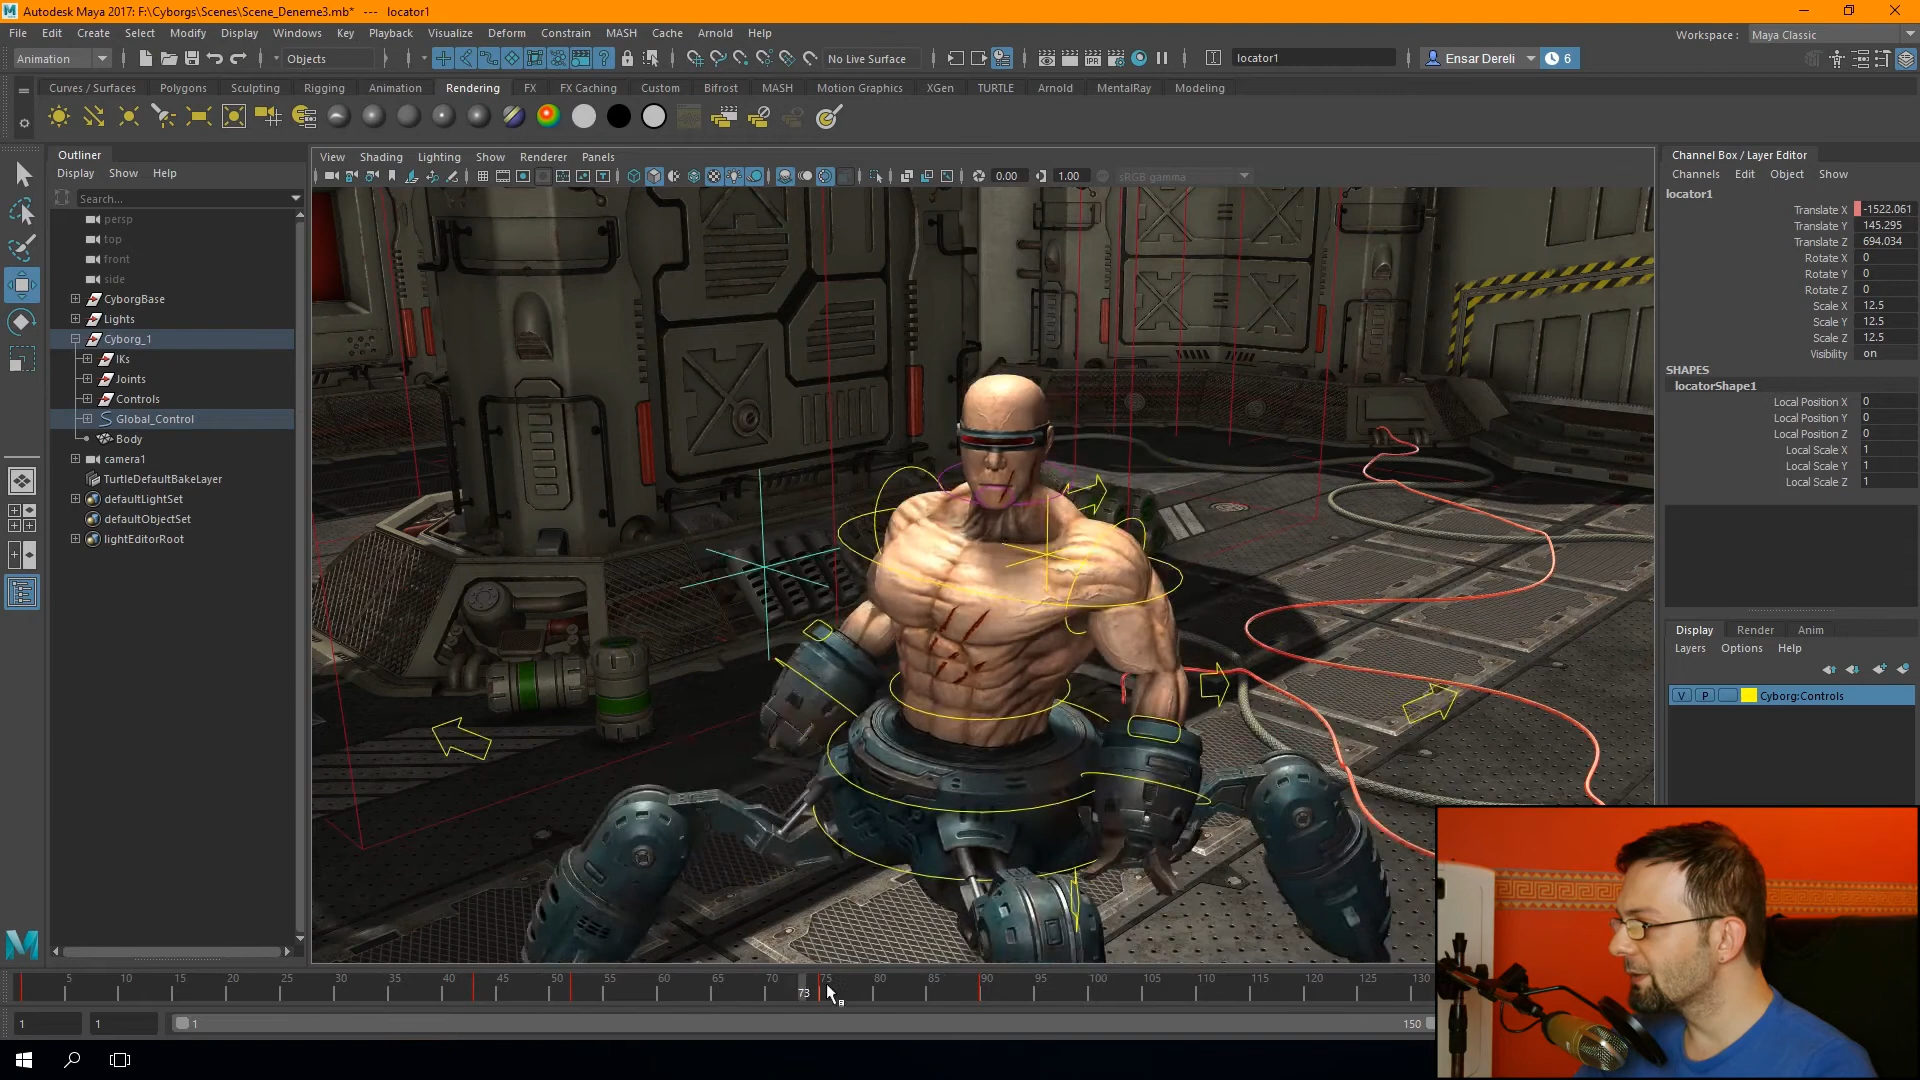 Autodesk Maya 2017: F:\Cyborgs\Scenes\Scene_Deneme3.mb* --- locator1
File Edit Create Select Modify Display Windows Key Playback Visualize Deform Constrain MASH Cache Arnold Help
Workspace : Maya Classic
Animation Objects No Live Surface IPR locator1 Ensar Dereli 6
Curves / Surfaces Polygons Sculpting Rigging Animation Rendering FX FX Caching Custom Bifrost MASH Motion Graphics XGen TURTLE Arnold MentalRay Modeling
Outliner
Display Show Help
Search...
persp
top
front
side
CyborgBase
Lights
Cyborg_1
IKs
Joints
Controls
Global_Control
Body
camera1
TurtleDefaultBakeLayer
defaultLightSet
defaultObjectSet
lightEditorRoot
View Shading Lighting Show Renderer Panels
0.00 1.00 sRGB gamma
Channel Box / Layer Editor
Channels Edit Object Show
locator1
Translate X -1522.061
Translate Y 145.295
Translate Z 694.034
Rotate X 0
Rotate Y 0
Rotate Z 0
Scale X 12.5
Scale Y 12.5
Scale Z 12.5
Visibility on
SHAPES
locatorShape1
Local Position X 0
Local Position Y 0
Local Position Z 0
Local Scale X 1
Local Scale Y 1
Local Scale Z 1
Display Render Anim
Layers Options Help
V P Cyborg:Controls
5 10 15 20 25 30 35 40 45 50 55 60 65 70 75 80 85 90 95 100 105 110 115 120 125 130
73
1 1 1 150